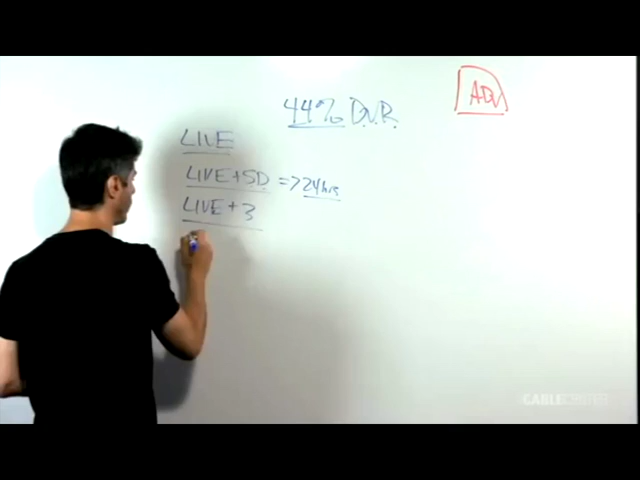 44% D.V.R.
ADV
LIVE
LIVE+SD => 24hrs
LIVE + 3